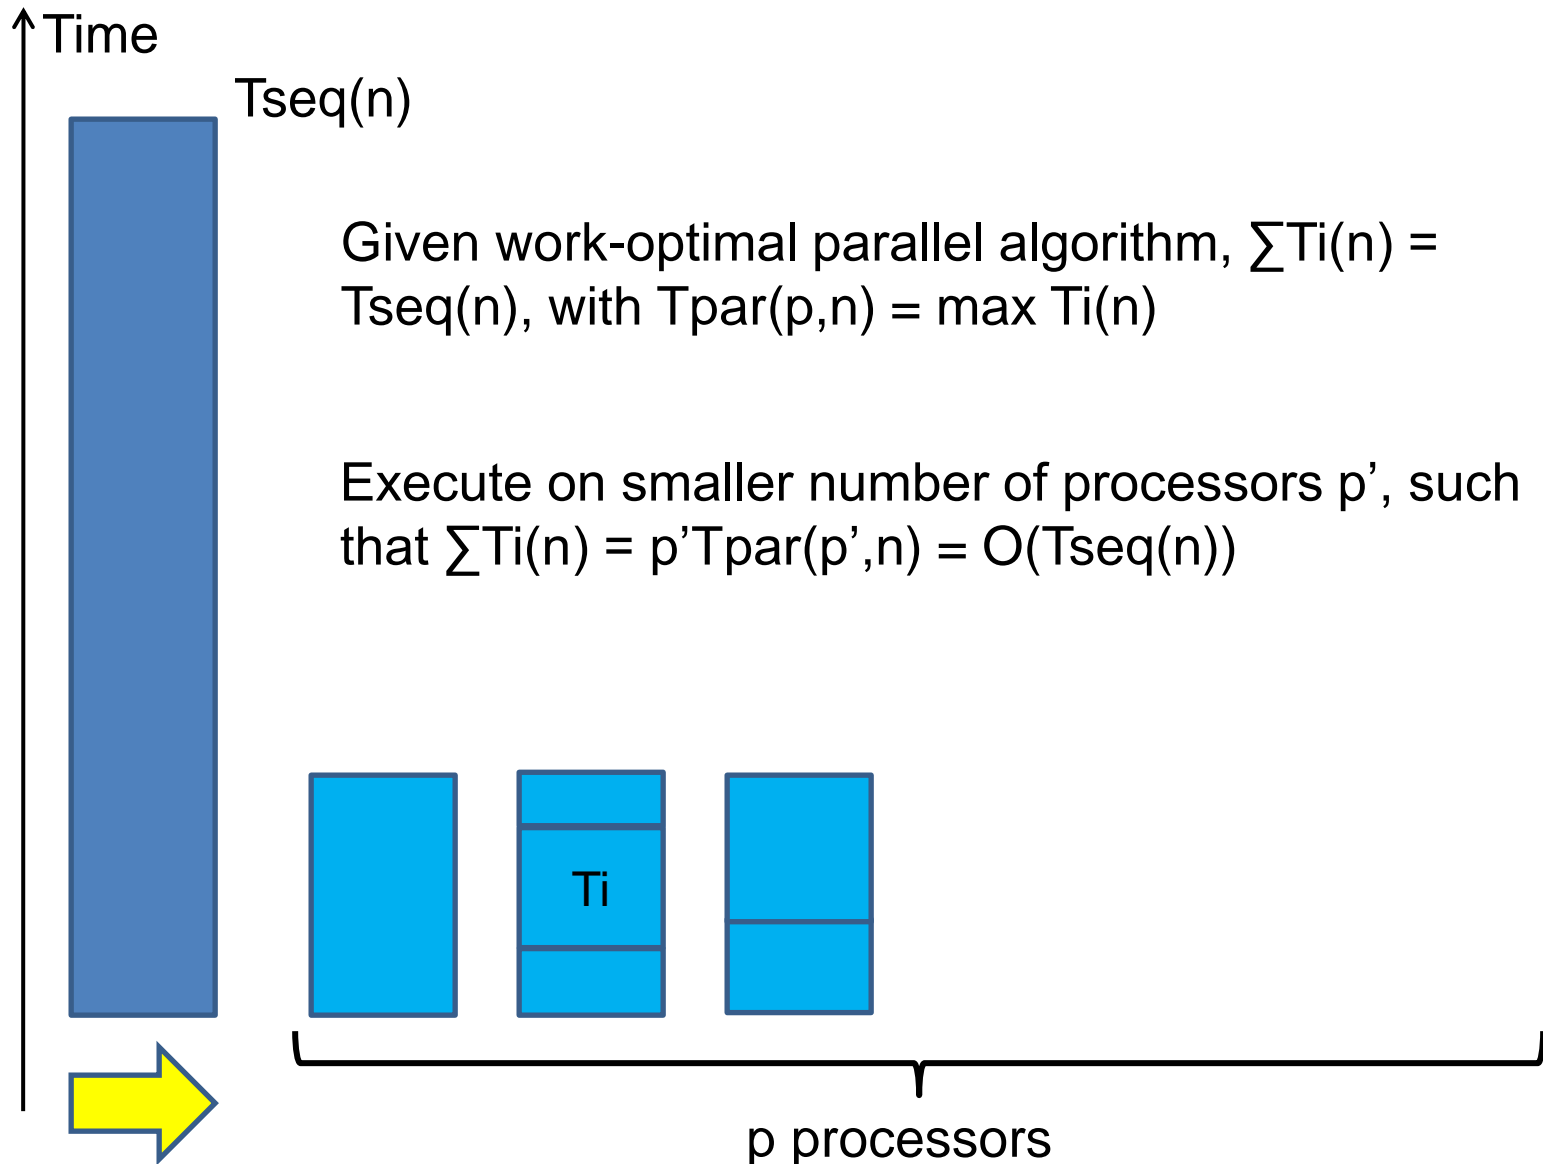 Time
Tseq(n)
Given work-optimal parallel algorithm, ∑Ti(n) =
Tseq(n), with Tpar(p,n) = max Ti(n)
Execute on smaller number of processors p’, such
that ∑Ti(n) = p’Tpar(p’,n) = O(Tseq(n))
Ti
p processors